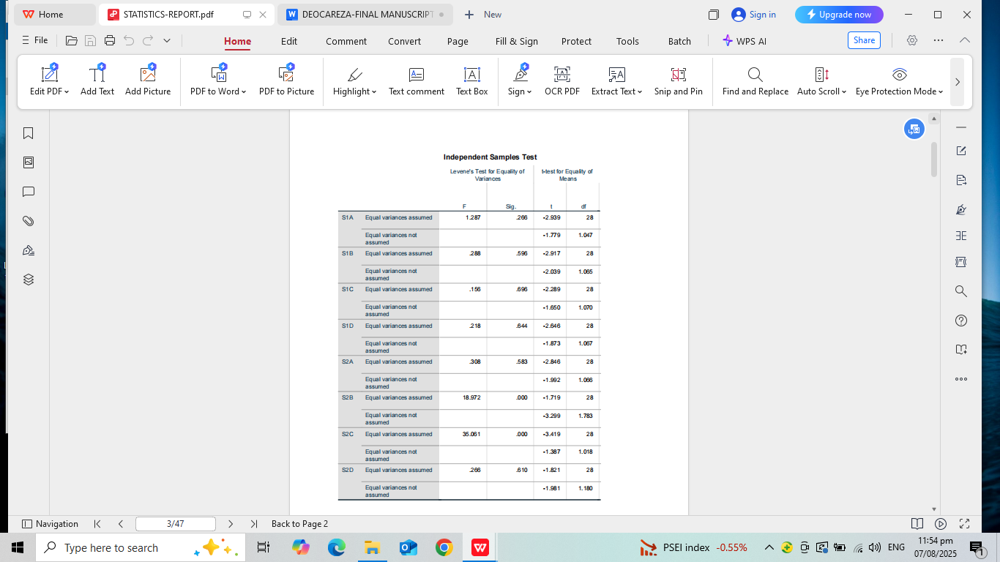 Home
STATISTICS-REPORT.pdf
DEOCAREZA-FINAL MANUSCRIPT
New
Sign in
Upgrade now
File
Home Edit Comment Convert Page Fill & Sign Protect Tools Batch WPS AI
Share
Edit PDF Add Text Add Picture PDF to Word PDF to Picture Highlight Text comment Text Box Sign OCR PDF Extract Text Snip and Pin Find and Replace Auto Scroll Eye Protection Mode
Independent Samples Test
Levene's Test for Equality of Variances t-test for Equality of Means
F Sig. t df
S1A Equal variances assumed 1.287 .266 -2.939 28
Equal variances not assumed -1.779 1.047
S1B Equal variances assumed .288 .596 -2.917 28
Equal variances not assumed -2.039 1.065
S1C Equal variances assumed .156 .696 -2.289 28
Equal variances not assumed -1.650 1.070
S1D Equal variances assumed .218 .644 -2.646 28
Equal variances not assumed -1.873 1.067
S2A Equal variances assumed .308 .583 -2.846 28
Equal variances not assumed -1.992 1.066
S2B Equal variances assumed 18.972 .000 -1.719 28
Equal variances not assumed -3.299 1.783
S2C Equal variances assumed 35.061 .000 -3.419 28
Equal variances not assumed -1.387 1.018
S2D Equal variances assumed .266 .610 -1.821 28
Equal variances not assumed -1.981 1.180
Navigation 3/47 Back to Page 2
Type here to search
PSEI index -0.55%
ENG
11:54 pm
07/08/2025
1